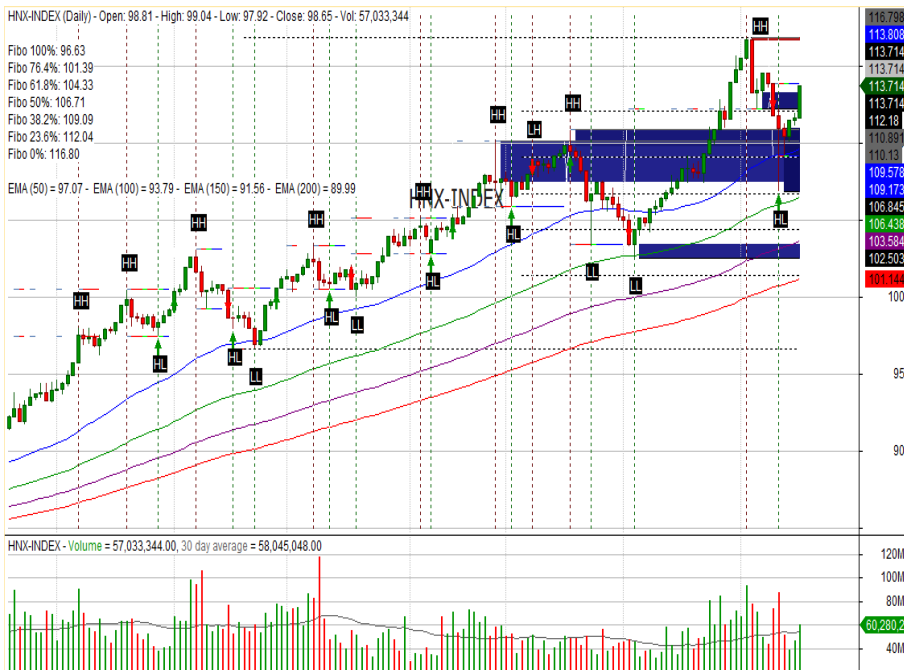 HNX-INDEX (Daily) - Open: 98.81 - High: 99.04 - Low: 97.92 - Close: 98.65 - Vol: 57,033,344
Fibo 100%: 96.63
Fibo 76.4%: 101.39
Fibo 61.8%: 104.33
Fibo 50%: 106.71
Fibo 38.2%: 109.09
Fibo 23.6%: 112.04
Fibo 0%: 116.80
EMA (50) = 97.07 - EMA (100) = 93.79 - EMA (150) = 91.56 - EMA (200) = 89.99
HNX-INDEX
HH
HH
HH
HH
HH
HH
LH
HH
HH
HL
HL
LL
HL
LL
HL
HL
LL
LL
HL
116.798
113.808
113.714
113.714
113.714
113.714
112.18
110.891
110.13
109.578
109.173
106.845
106.438
103.584
102.503
101.144
100
95
90
HNX-INDEX - Volume = 57,033,344.00, 30 day average = 58,045,048.00
120M
100M
80M
60,280,2
40M